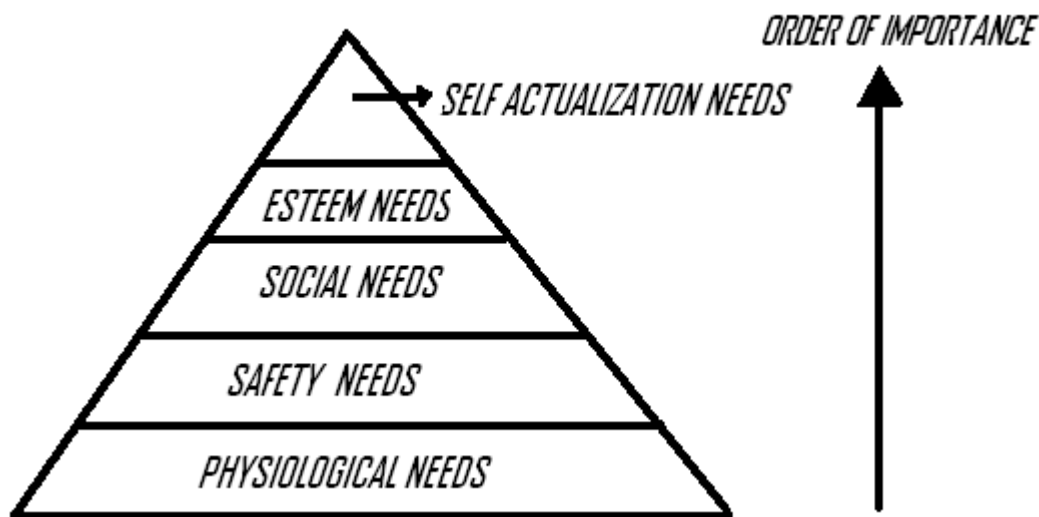 ORDER OF IMPORTANCE
SELF ACTUALIZATION NEEDS
ESTEEM NEEDS
SOCIAL NEEDS
SAFETY NEEDS
PHYSIOLOGICAL NEEDS